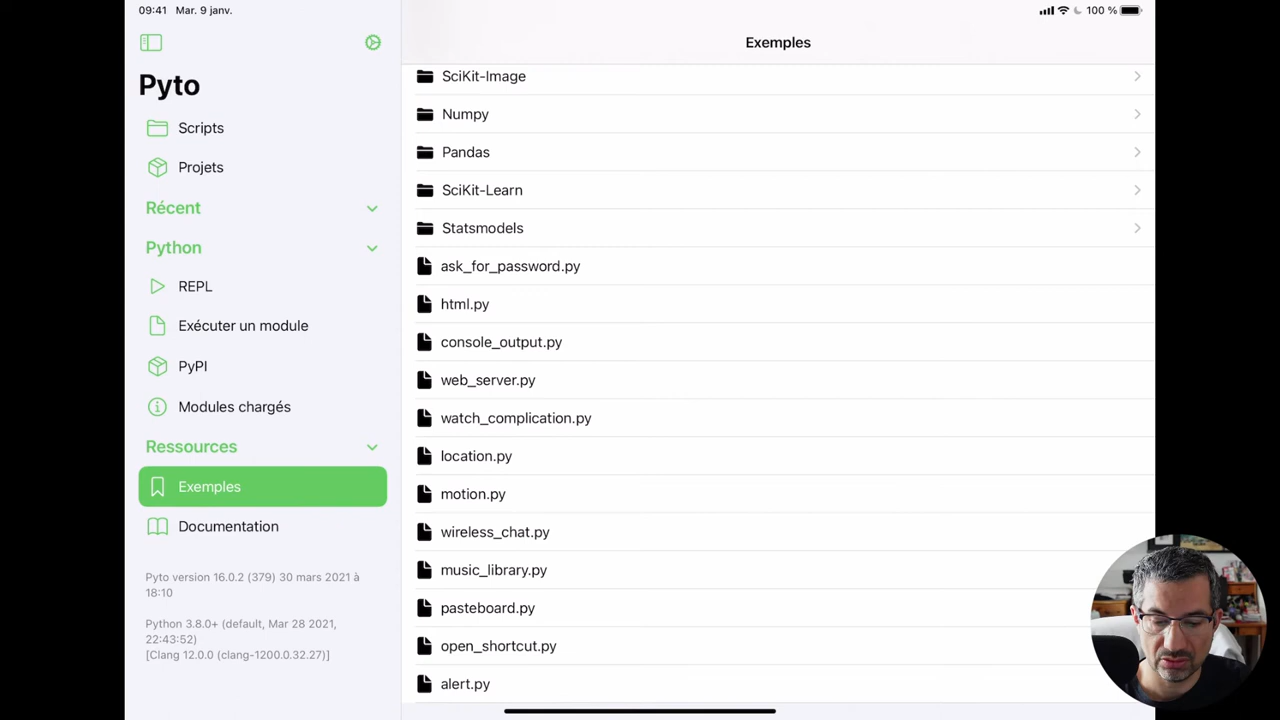 09:41 Mar. 9 janv.
100 %
Pyto
Scripts
Projets
Récent
Python
REPL
Exécuter un module
PyPI
Modules chargés
Ressources
Exemples
Documentation
Pyto version 16.0.2 (379) 30 mars 2021 à
18:10
Python 3.8.0+ (default, Mar 28 2021,
22:43:52)
[Clang 12.0.0 (clang-1200.0.32.27)]
Exemples
SciKit-Image
Numpy
Pandas
SciKit-Learn
Statsmodels
ask_for_password.py
html.py
console_output.py
web_server.py
watch_complication.py
location.py
motion.py
wireless_chat.py
music_library.py
pasteboard.py
open_shortcut.py
alert.py